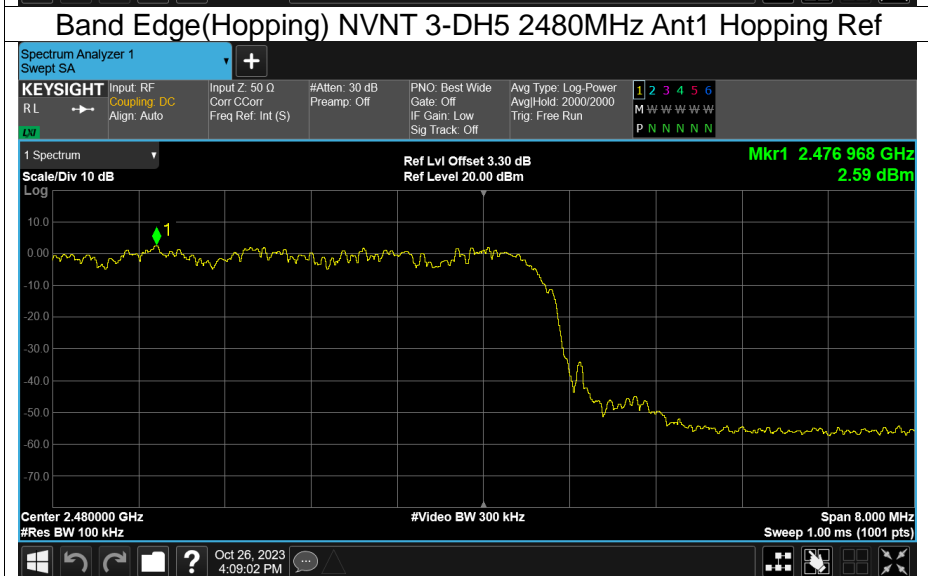 Band Edge(Hopping) NVNT 3-DH5 2480MHz Ant1 Hopping Ref
Spectrum Analyzer 1
Swept SA
+
KEYSIGHT
R L
LXI
Input: RF
Coupling: DC
Align: Auto
Input Z: 50 Ω
Corr CCorr
Freq Ref: Int (S)
#Atten: 30 dB
Preamp: Off
PNO: Best Wide
Gate: Off
IF Gain: Low
Sig Track: Off
Avg Type: Log-Power
Avg|Hold: 2000/2000
Trig: Free Run
1 2 3 4 5 6
M W W W W W
P N N N N N
1 Spectrum
Scale/Div 10 dB
Ref Lvl Offset 3.30 dB
Ref Level 20.00 dBm
Mkr1 2.476 968 GHz
2.59 dBm
Log
10.0
0.00
-10.0
-20.0
-30.0
-40.0
-50.0
-60.0
-70.0
1
Center 2.480000 GHz
#Res BW 100 kHz
#Video BW 300 kHz
Span 8.000 MHz
Sweep 1.00 ms (1001 pts)
?
Oct 26, 2023
4:09:02 PM